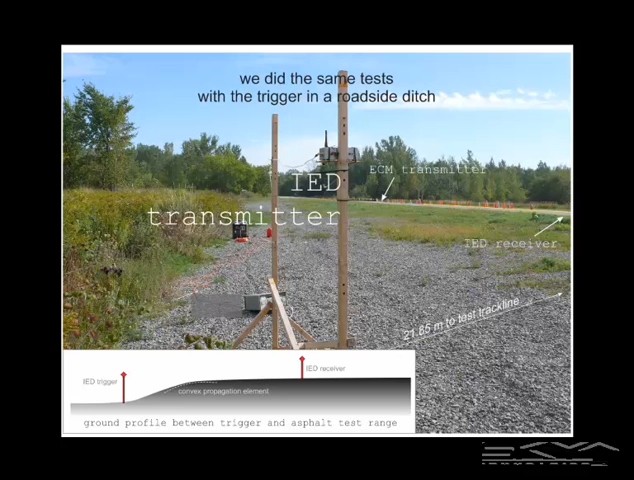 we did the same tests
with the trigger in a roadside ditch
ECM transmitter
IED
transmitter
IED receiver
21.65 m to test trackline
IED receiver
IED trigger
convex propagation element
ground profile between trigger and asphalt test range